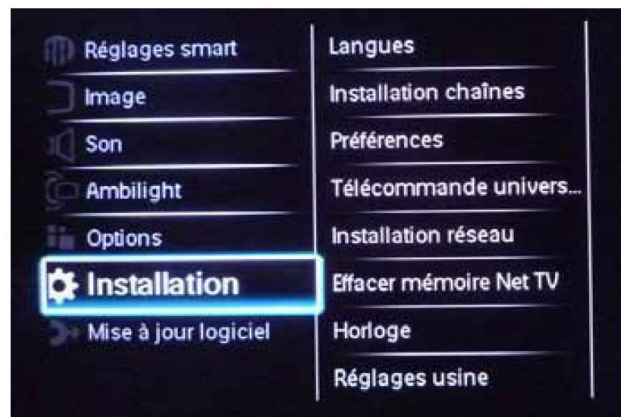 Réglages smart
Image
Son
Ambilight
Options
Installation
Mise à jour logiciel
Langues
Installation chaînes
Préférences
Télécommande univers...
Installation réseau
Effacer mémoire Net TV
Horloge
Réglages usine